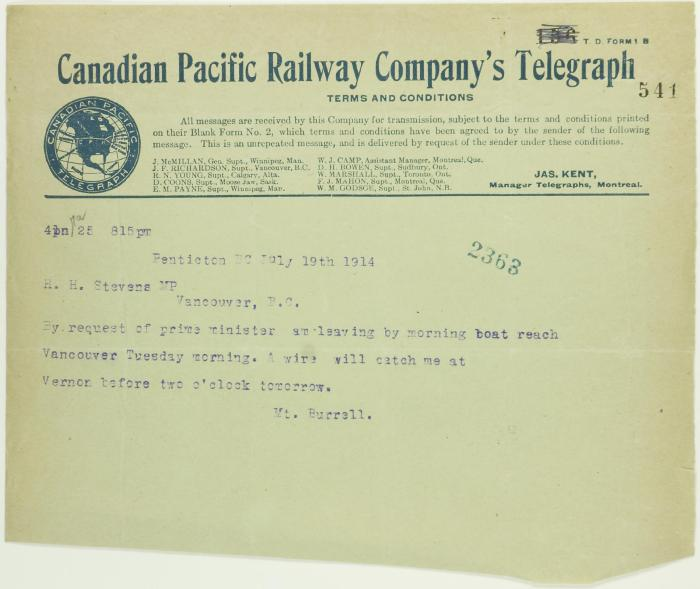 156 T. D. FORM 1 B
Canadian Pacific Railway Company's Telegraph
541
TERMS AND CONDITIONS
CANADIAN PACIFIC TELEGRAPH
All messages are received by this Company for transmission, subject to the terms and conditions printed
on their Blank Form No. 2, which terms and conditions have been agreed to by the sender of the following
message. This is an unrepeated message, and is delivered by request of the sender under these conditions.
J. McMILLAN, Gen. Supt., Winnipeg, Man.
J. F. RICHARDSON, Supt., Vancouver, B.C.
R. N. YOUNG, Supt., Calgary, Alta.
D. COONS, Supt., Moose Jaw, Sask.
E. M. PAYNE, Supt., Winnipeg, Man.
W. J. CAMP, Assistant Manager, Montreal, Que.
D. H. BOWEN, Supt., Sudbury, Ont.
W. MARSHALL, Supt., Toronto, Ont.
F. J. MAHON, Supt., Montreal, Que.
W. M. GODSOE, Supt., St. John, N.B.
JAS. KENT,
Manager Telegraphs, Montreal.
25 815pm
Penticton BC July 19th 1914
2363
H. H. Stevens MP
Vancouver, B.C.
By request of prime minister am leaving by morning boat reach
Vancouver Tuesday morning. A wire will catch me at
Vernon before two o'clock tomorrow.
Mt. Burrell.